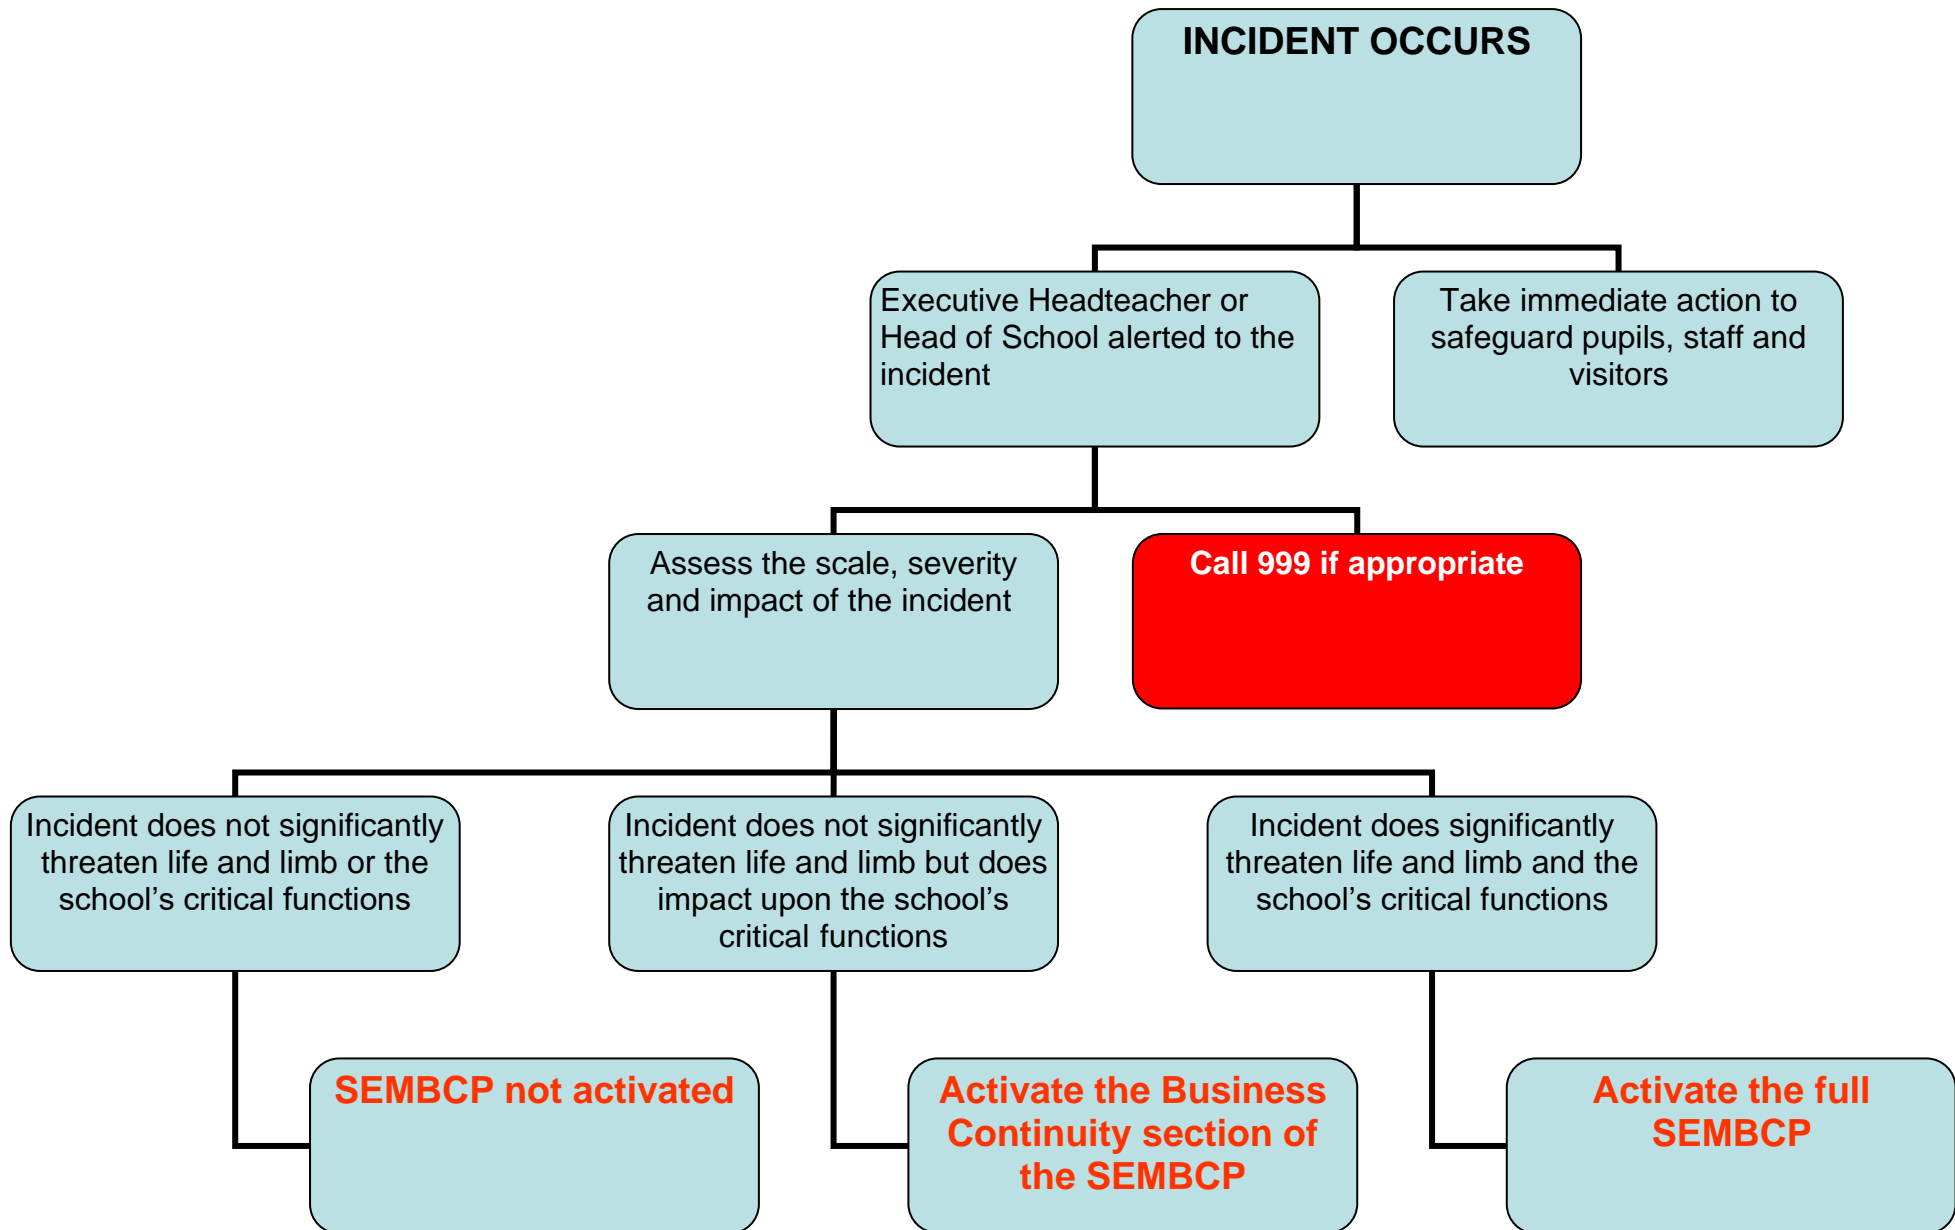 INCIDENT OCCURS
Executive Headteacher or
Head of School alerted to the
incident
Take immediate action to
safeguard pupils, staff and
visitors
Assess the scale, severity
and impact of the incident
Call 999 if appropriate
Incident does not significantly
threaten life and limb or the
school’s critical functions
Incident does not significantly
threaten life and limb but does
impact upon the school’s
critical functions
Incident does significantly
threaten life and limb and the
school’s critical functions
SEMBCP not activated
Activate the Business
Continuity section of
the SEMBCP
Activate the full
SEMBCP